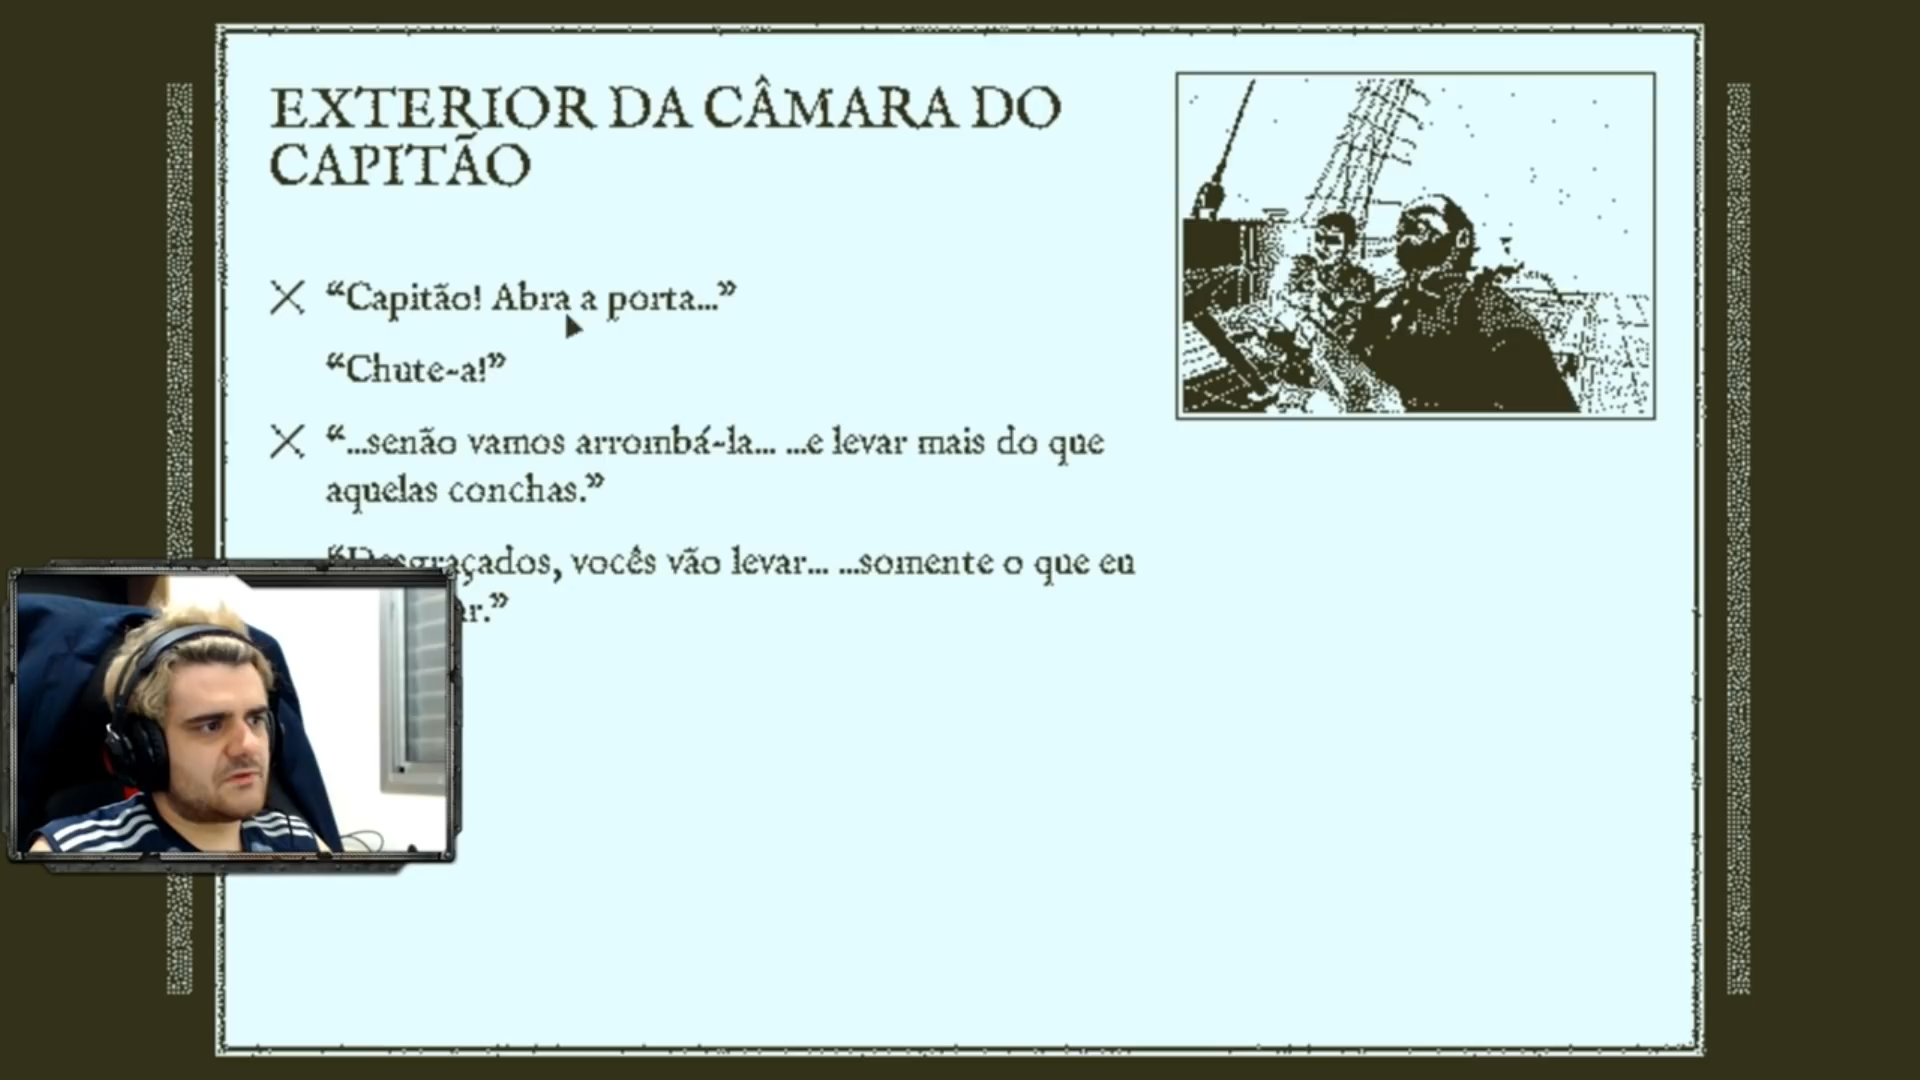 EXTERIOR DA CÂMARA DO
CAPITÃO
“Capitão! Abra a porta...”
“Chute-a!”
“...senão vamos arrombá-la... ...e levar mais do que
aquelas conchas.”
“Desgraçados, vocês vão levar... ...somente o que eu